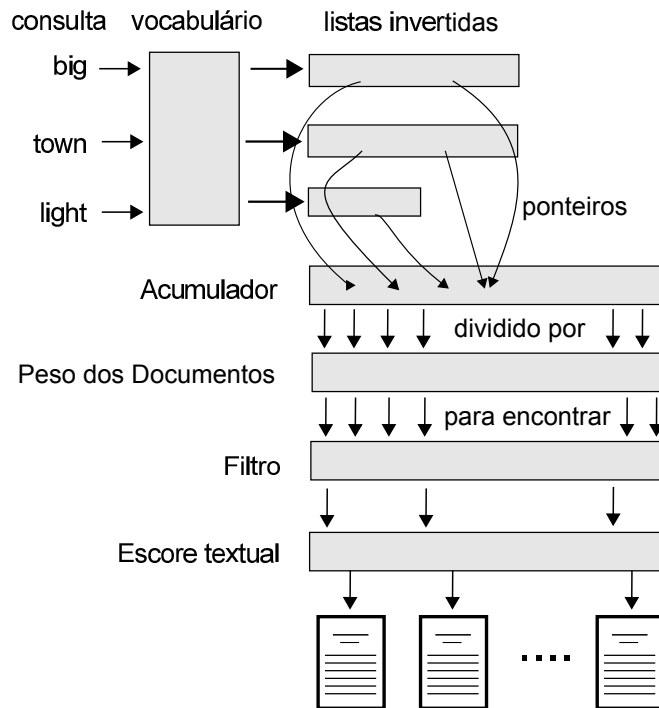 consulta vocabulário listas invertidas
big
town
light
ponteiros
Acumulador
dividido por
Peso dos Documentos
para encontrar
Filtro
Escore textual